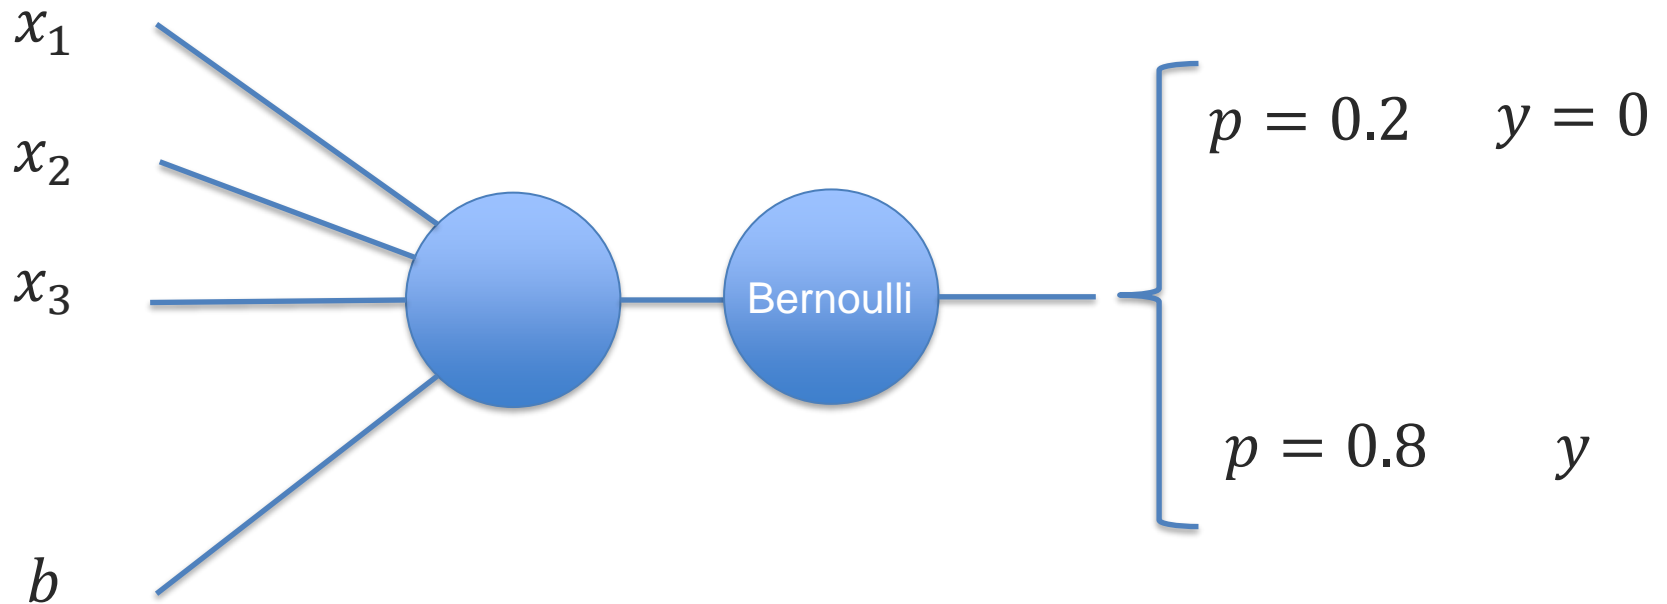 x₁
x₂
x₃
b
Bernoulli
p = 0.2 y = 0
p = 0.8 y